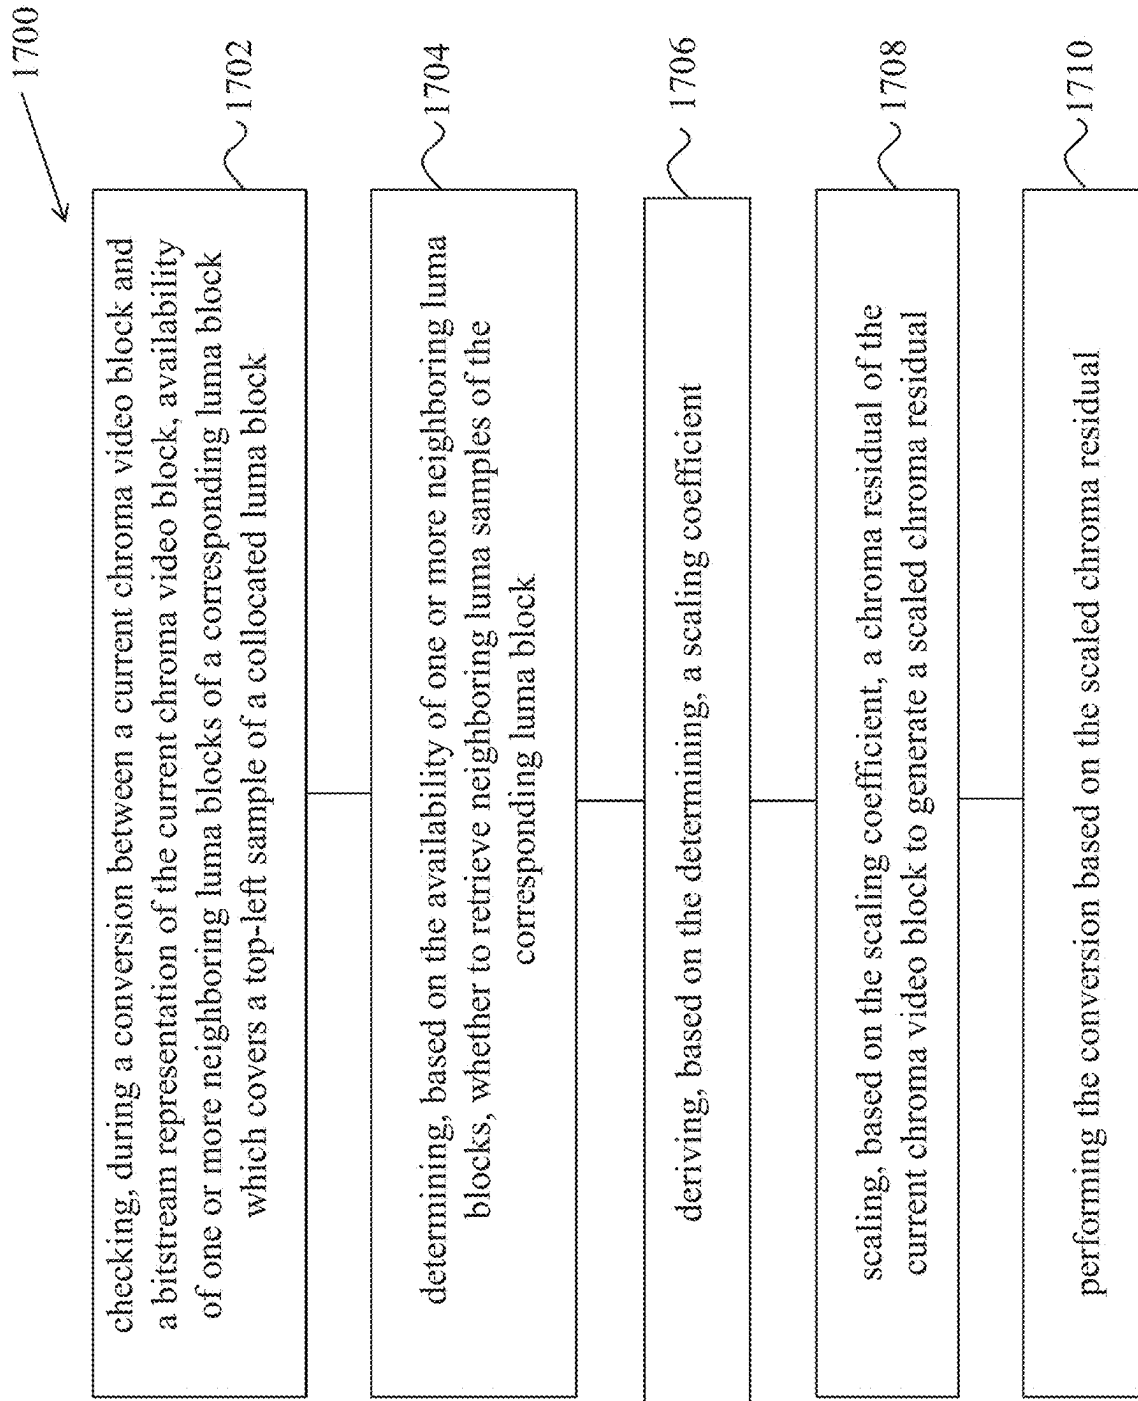 1700
checking, during a conversion between a current chroma video block and
a bitstream representation of the current chroma video block, availability
of one or more neighboring luma blocks of a corresponding luma block
which covers a top-left sample of a collocated luma block
1702
determining, based on the availability of one or more neighboring luma
blocks, whether to retrieve neighboring luma samples of the
corresponding luma block
1704
deriving, based on the determining, a scaling coefficient
1706
scaling, based on the scaling coefficient, a chroma residual of the
current chroma video block to generate a scaled chroma residual
1708
performing the conversion based on the scaled chroma residual
1710